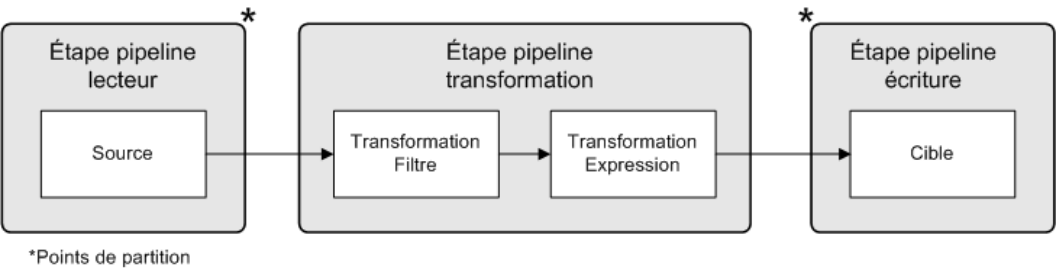 *
*
Étape pipeline
lecteur
Étape pipeline
transformation
Étape pipeline
écriture
Source
Transformation
Filtre
Transformation
Expression
Cible
*Points de partition